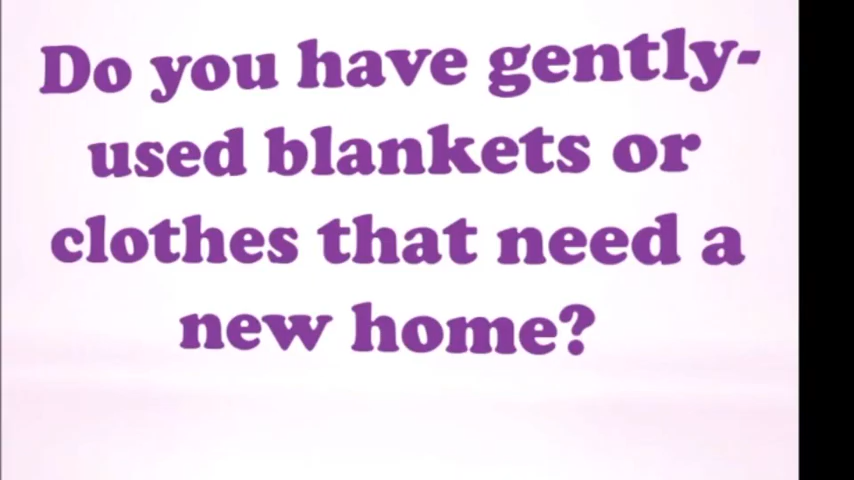 Do you have gently-
used blankets or
clothes that need a
new home?